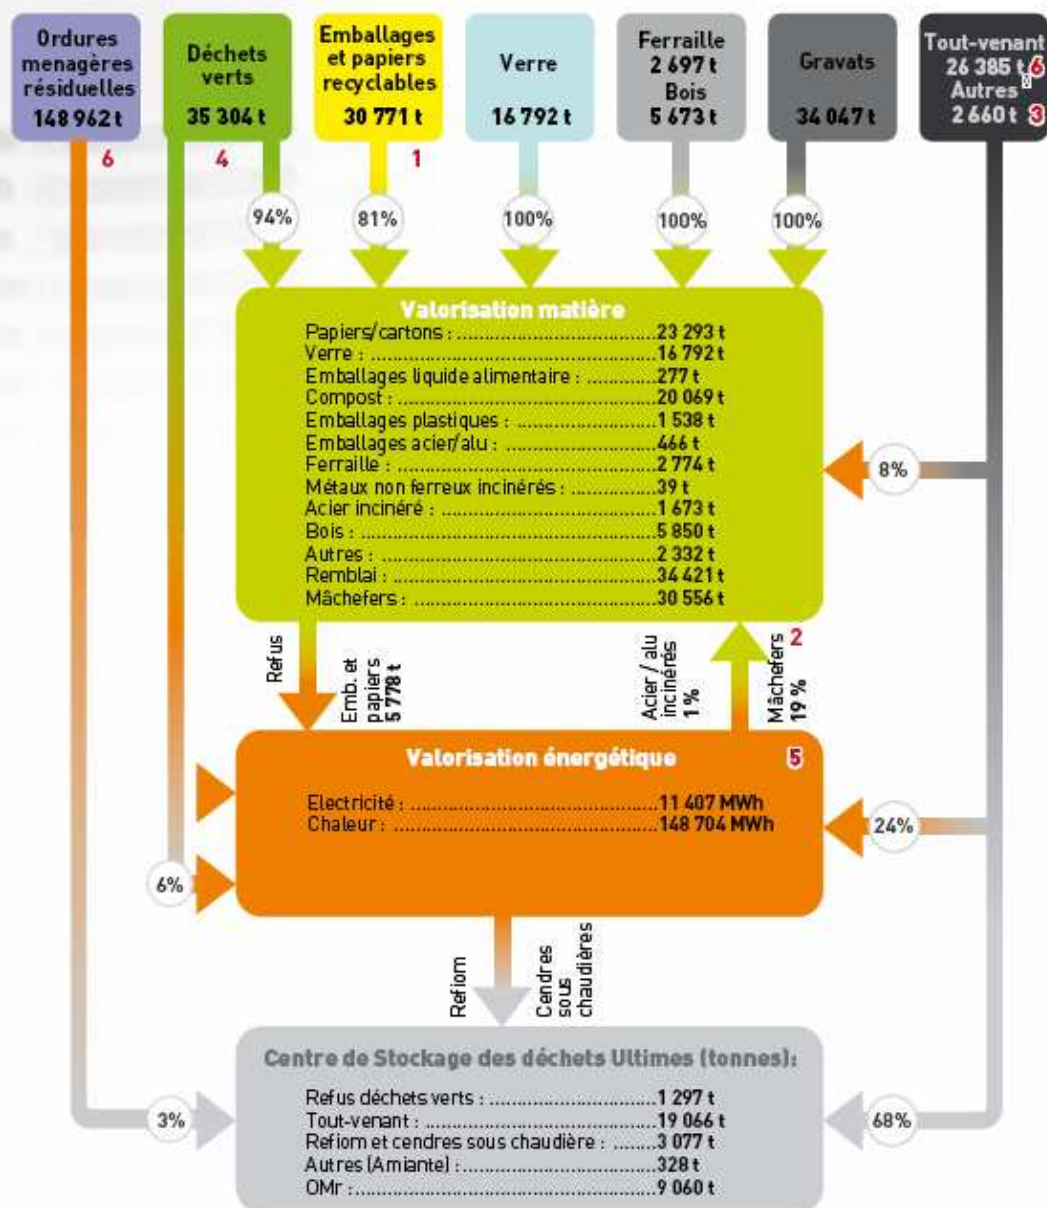 Ordures
menagères
résiduelles
148 962 t
6
Déchets
verts
35 304 t
4
Emballages
et papiers
recyclables
30 771 t
1
Verre
16 792 t
Ferraille
2 697 t
Bois
5 673 t
Gravats
34 047 t
Tout-venant
26 385 t 6
Autres
2 660 t 3
94%
81%
100%
100%
100%
Valorisation matière
Papiers/cartons : ......................................23 293 t
Verre : ......................................................16 792 t
Emballages liquide alimentaire : .............277 t
Compost : .................................................20 069 t
Emballages plastiques : ...........................1 538 t
Emballages acier/alu : ..............................466 t
Ferraille : .................................................2 774 t
Métaux non ferreux incinérés : .................39 t
Acier incinéré : .........................................1 673 t
Bois : ........................................................5 850 t
Autres : .....................................................2 332 t
Remblai : ..................................................34 421 t
Mâchefers : ..............................................30 556 t
8%
Refus
Emb. et
papiers
5 778 t
Acier / alu
incinérés
1 %
Mâchefers
19 %
2
Valorisation énergétique
5
Electricité : ...............................................11 407 MWh
Chaleur : ..................................................148 704 MWh
24%
6%
Refiom
Cendres
sous
chaudières
Centre de Stockage des déchets Ultimes (tonnes):
Refus déchets verts : ................................1 297 t
Tout-venant : .............................................19 066 t
Refiom et cendres sous chaudière : ........3 077 t
Autres (Amiante) : .....................................328 t
OMr : .........................................................9 060 t
3%
68%